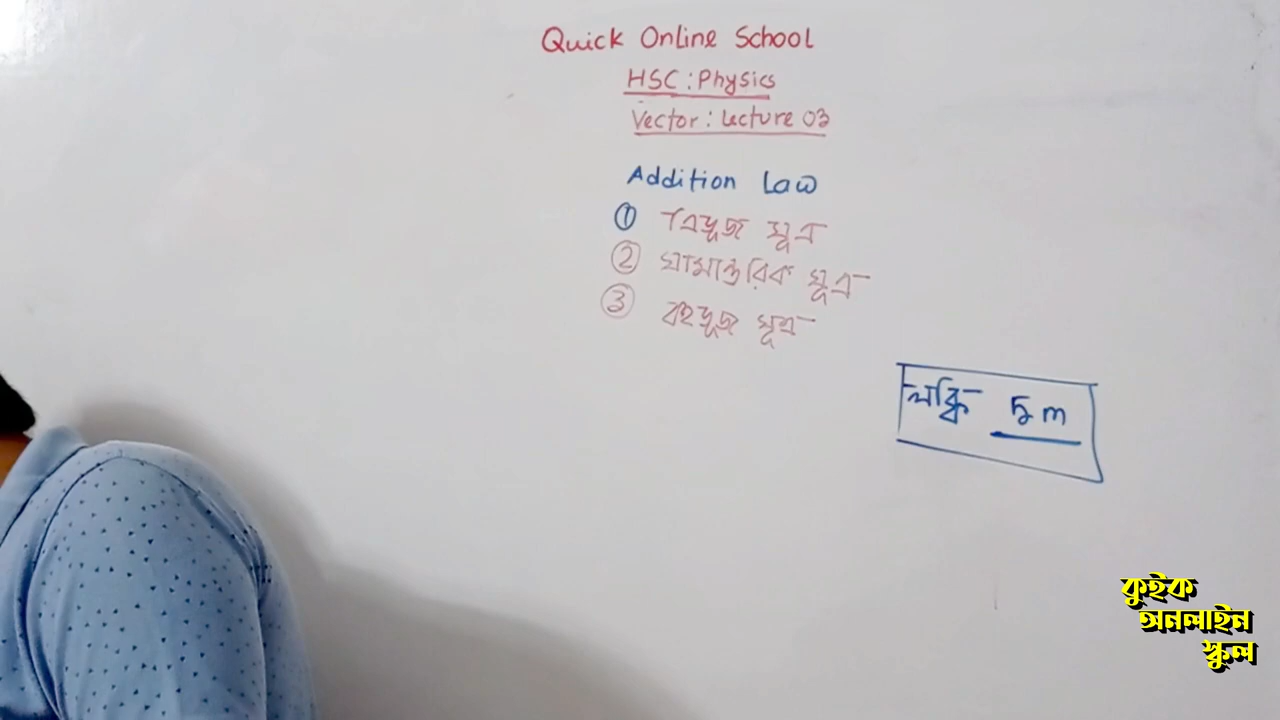 Quick Online School
HSC : Physics
Vector : Lecture 03
Addition Law
① ত্রিভূজ সূত্র
② সামান্তরিক সূত্র
③ বহুভূজ সূত্র
লব্ধি 5 m
কুইক
অনলাইন
স্কুল